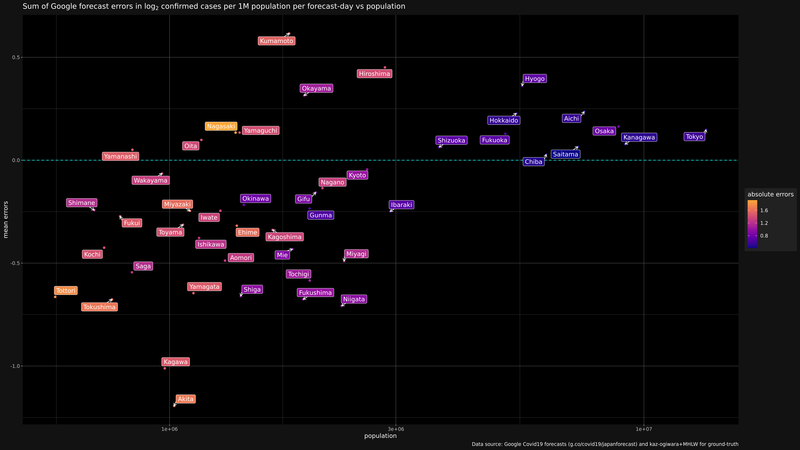 Sum of Google forecast errors in log2 confirmed cases per 1M population per forecast-day vs population
Kumamoto
Hiroshima
Okayama
Hyogo
Hokkaido
Aichi
Nagasaki
Yamaguchi
Osaka
Kanagawa
Tokyo
Shizuoka
Fukuoka
Oita
Yamanashi
Saitama
Chiba
Wakayama
Nagano
Kyoto
Shimane
Miyazaki
Okinawa
Gifu
Ibaraki
Fukui
Iwate
Gunma
Toyama
Ehime
Kagoshima
Ishikawa
Kochi
Aomori
Mie
Miyagi
Saga
Tochigi
Tottori
Yamagata
Shiga
Fukushima
Niigata
Tokushima
Kagawa
Akita
0.5
0.0
-0.5
-1.0
mean errors
1e+06
3e+06
1e+07
population
absolute errors
1.6
1.2
0.8
Data source: Google Covid19 forecasts (g.co/covid19/japanforecast) and kaz-ogiwara+MHLW for ground-truth